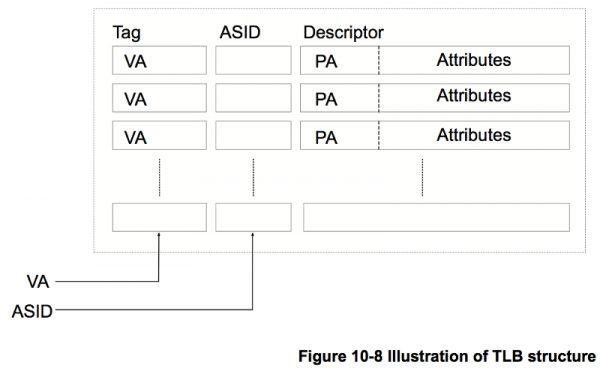 Tag ASID Descriptor
VA PA Attributes
VA PA Attributes
VA PA Attributes
VA
ASID
Figure 10-8 Illustration of TLB structure